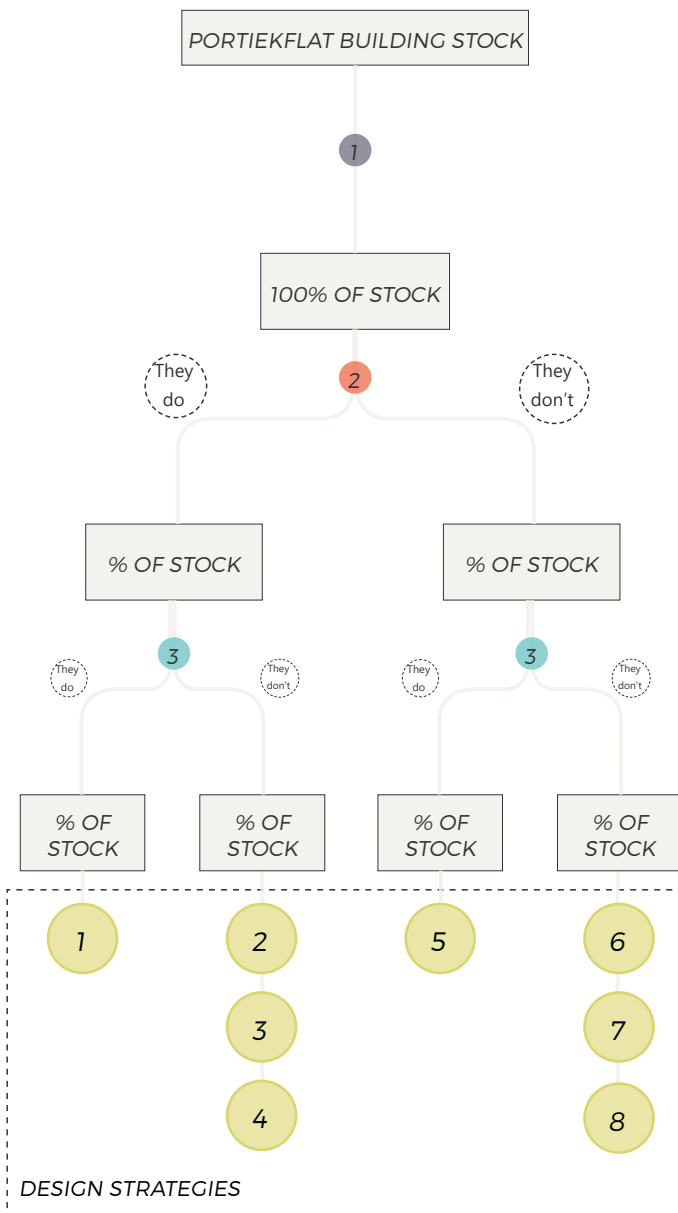 PORTIEKFLAT BUILDING STOCK
1
100% OF STOCK
They
do
2
They
don't
% OF STOCK
% OF STOCK
They
do
3
They
don't
They
do
3
They
don't
% OF
STOCK
% OF
STOCK
% OF
STOCK
% OF
STOCK
1
2
5
6
3
7
4
8
DESIGN STRATEGIES